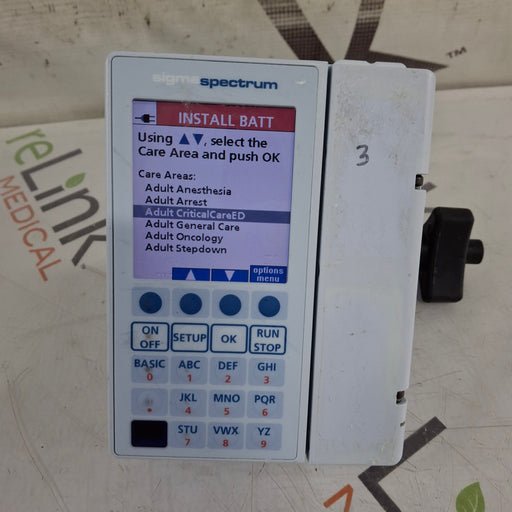 sigmaspectrum
INSTALL BATT
Using ▲▼, select the
Care Area and push OK
Care Areas:
Adult Anesthesia
Adult Arrest
Adult CriticalCareED
Adult General Care
Adult Oncology
Adult Stepdown
▲ ▼ options
menu
ON
OFF
SETUP
OK
RUN
STOP
BASIC ABC DEF GHI
0 1 2 3
JKL MNO PQR
. 4 5 6
STU VWX YZ
7 8 9
3
reLink
MEDICAL
TM